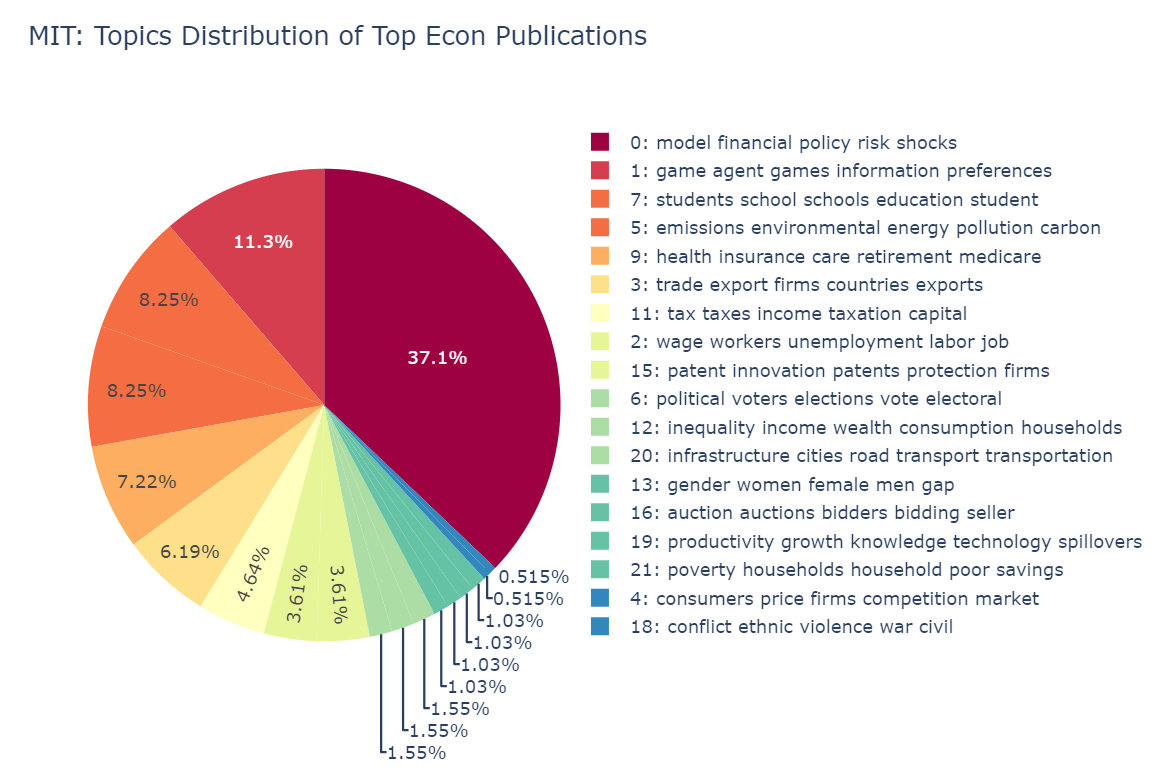 MIT: Topics Distribution of Top Econ Publications
0: model financial policy risk shocks
1: game agent games information preferences
7: students school schools education student
5: emissions environmental energy pollution carbon
9: health insurance care retirement medicare
3: trade export firms countries exports
11: tax taxes income taxation capital
2: wage workers unemployment labor job
15: patent innovation patents protection firms
6: political voters elections vote electoral
12: inequality income wealth consumption households
20: infrastructure cities road transport transportation
13: gender women female men gap
16: auction auctions bidders bidding seller
19: productivity growth knowledge technology spillovers
21: poverty households household poor savings
4: consumers price firms competition market
18: conflict ethnic violence war civil
37.1%
11.3%
8.25%
8.25%
7.22%
6.19%
4.64%
3.61%
3.61%
0.515%
0.515%
1.03%
1.03%
1.03%
1.03%
1.55%
1.55%
1.55%